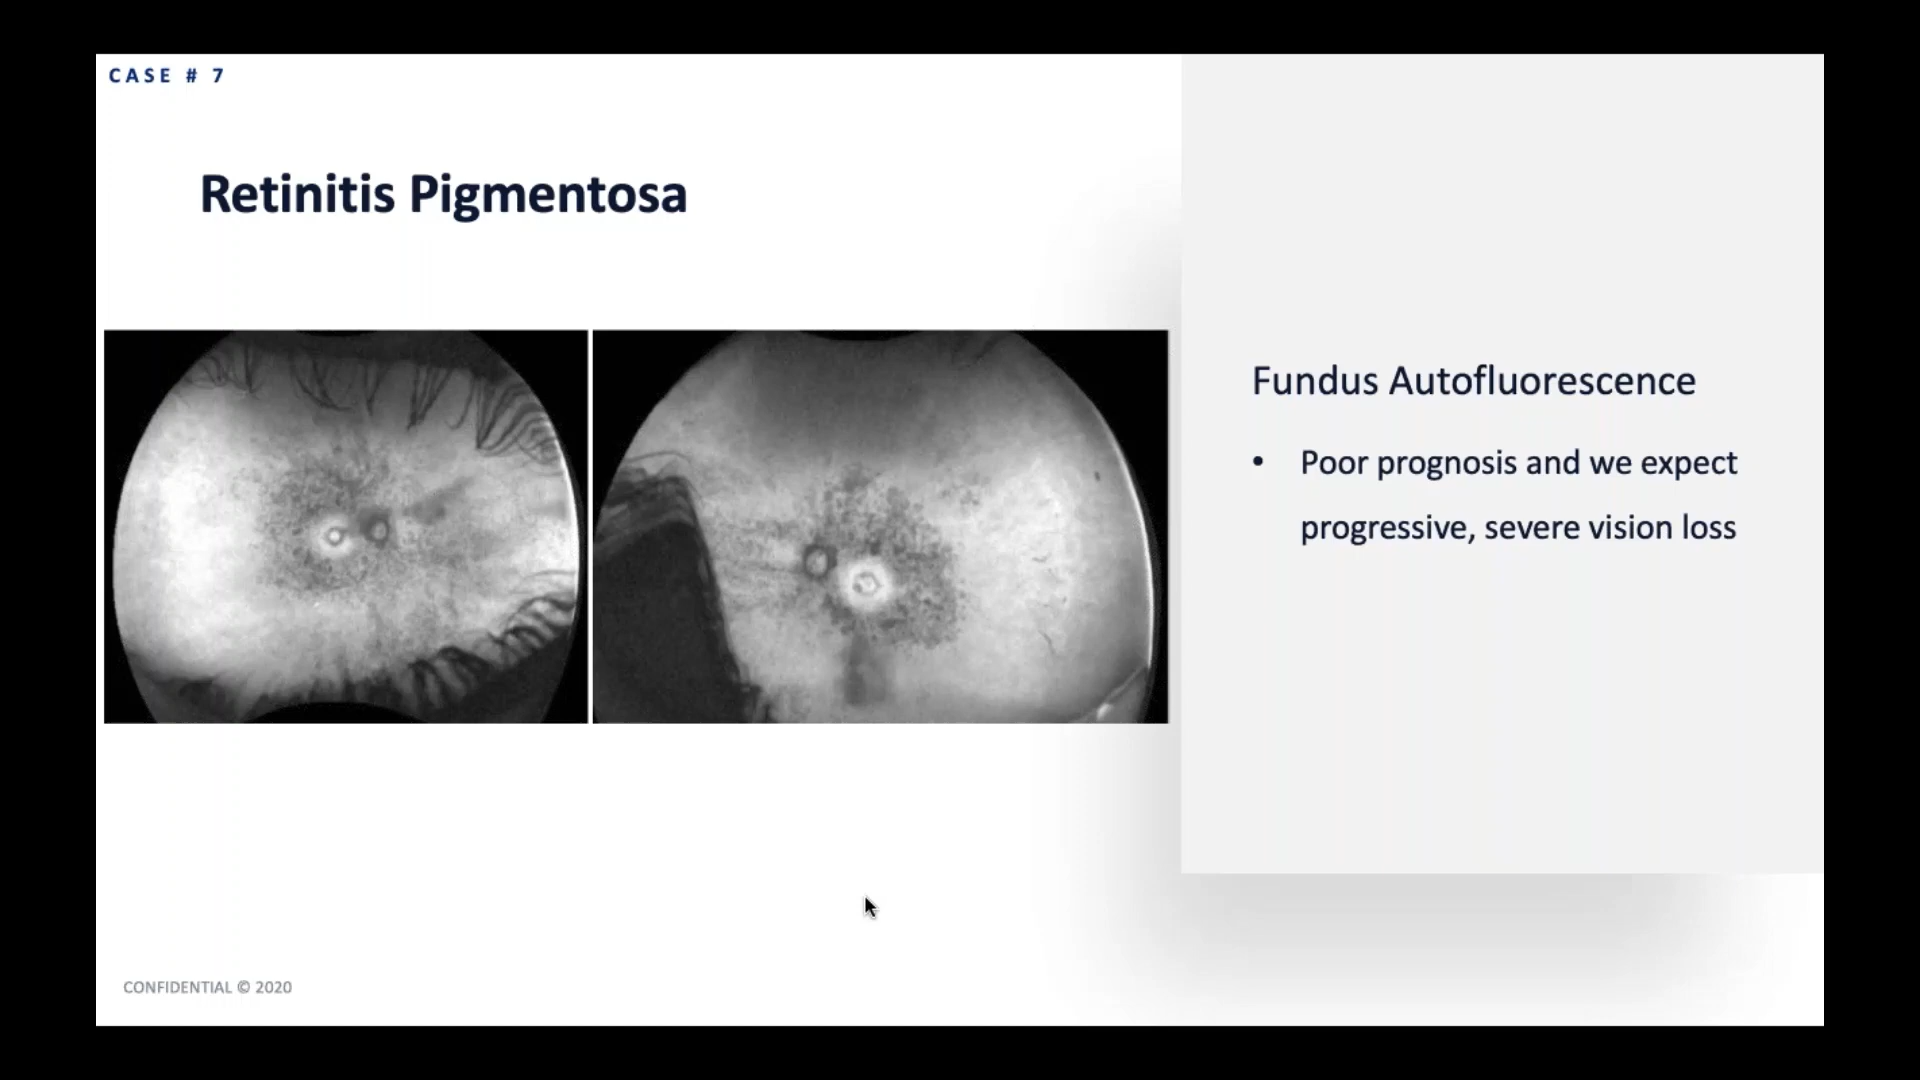 CASE # 7
Retinitis Pigmentosa
Fundus Autofluorescence
• Poor prognosis and we expect
progressive, severe vision loss
CONFIDENTIAL © 2020